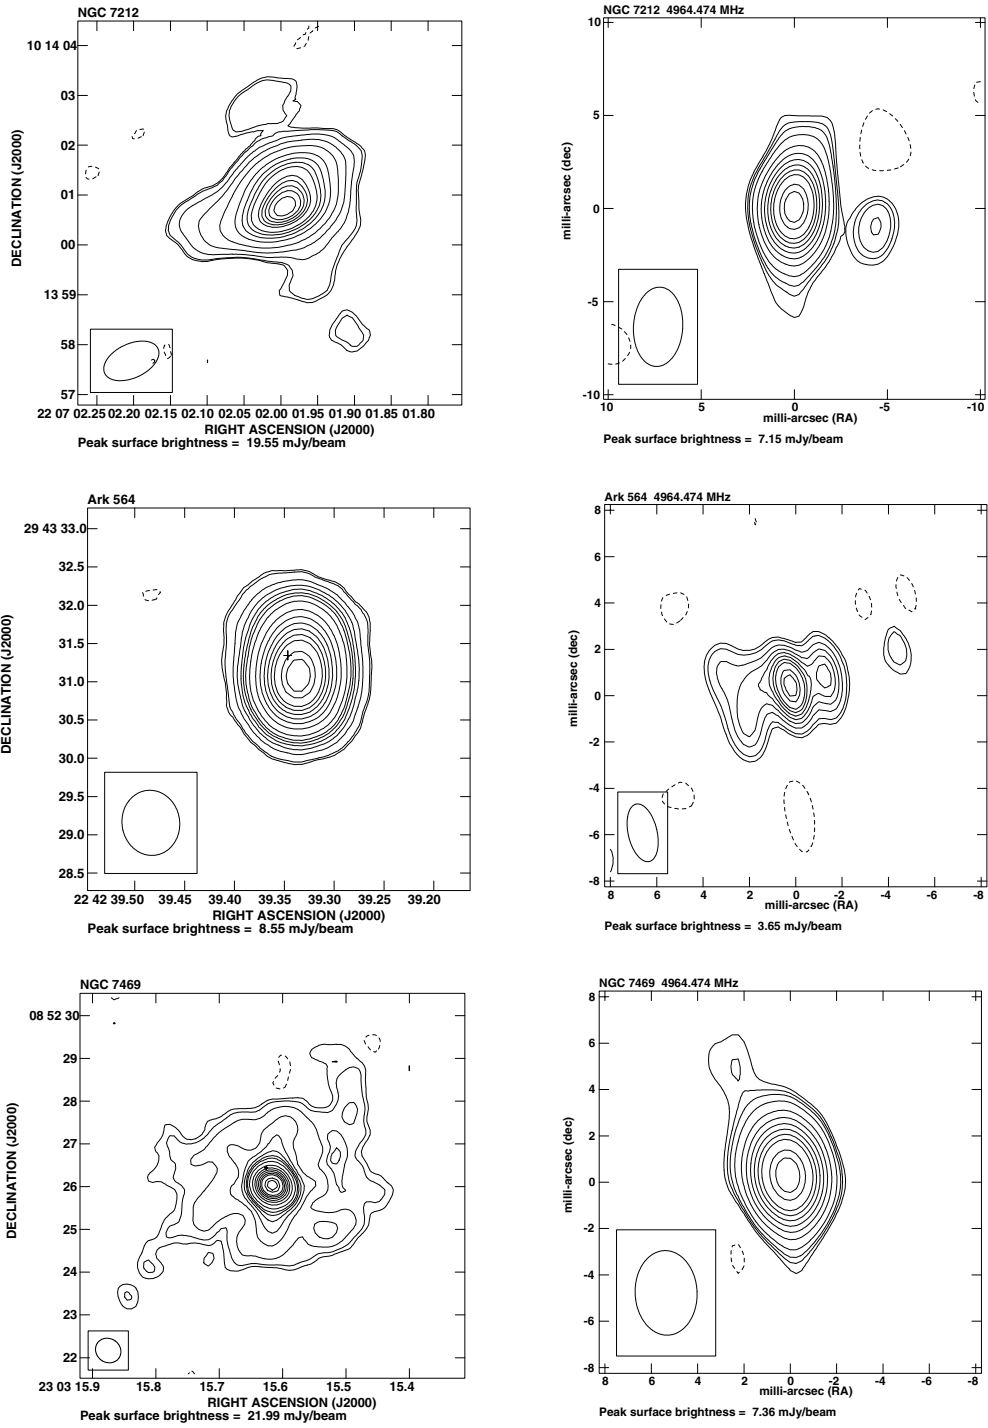 NGC 7212
10 14 04
03
02
01
00
13 59
58
57
DECLINATION (J2000)
22 07 02.25 02.20 02.15 02.10 02.05 02.00 01.95 01.90 01.85 01.80
RIGHT ASCENSION (J2000)
Peak surface brightness = 19.55 mJy/beam
NGC 7212 4964.474 MHz
10
5
0
-5
-10
milli-arcsec (dec)
10 5 0 -5 -10
milli-arcsec (RA)
Peak surface brightness = 7.15 mJy/beam
Ark 564
29 43 33.0
32.5
32.0
31.5
31.0
30.5
30.0
29.5
29.0
28.5
DECLINATION (J2000)
22 42 39.50 39.45 39.40 39.35 39.30 39.25 39.20
RIGHT ASCENSION (J2000)
Peak surface brightness = 8.55 mJy/beam
Ark 564 4964.474 MHz
8
6
4
2
0
-2
-4
-6
-8
milli-arcsec (dec)
8 6 4 2 0 -2 -4 -6 -8
milli-arcsec (RA)
Peak surface brightness = 3.65 mJy/beam
NGC 7469
08 52 30
29
28
27
26
25
24
23
22
DECLINATION (J2000)
23 03 15.9 15.8 15.7 15.6 15.5 15.4
RIGHT ASCENSION (J2000)
Peak surface brightness = 21.99 mJy/beam
NGC 7469 4964.474 MHz
8
6
4
2
0
-2
-4
-6
-8
milli-arcsec (dec)
8 6 4 2 0 -2 -4 -6 -8
milli-arcsec (RA)
Peak surface brightness = 7.36 mJy/beam